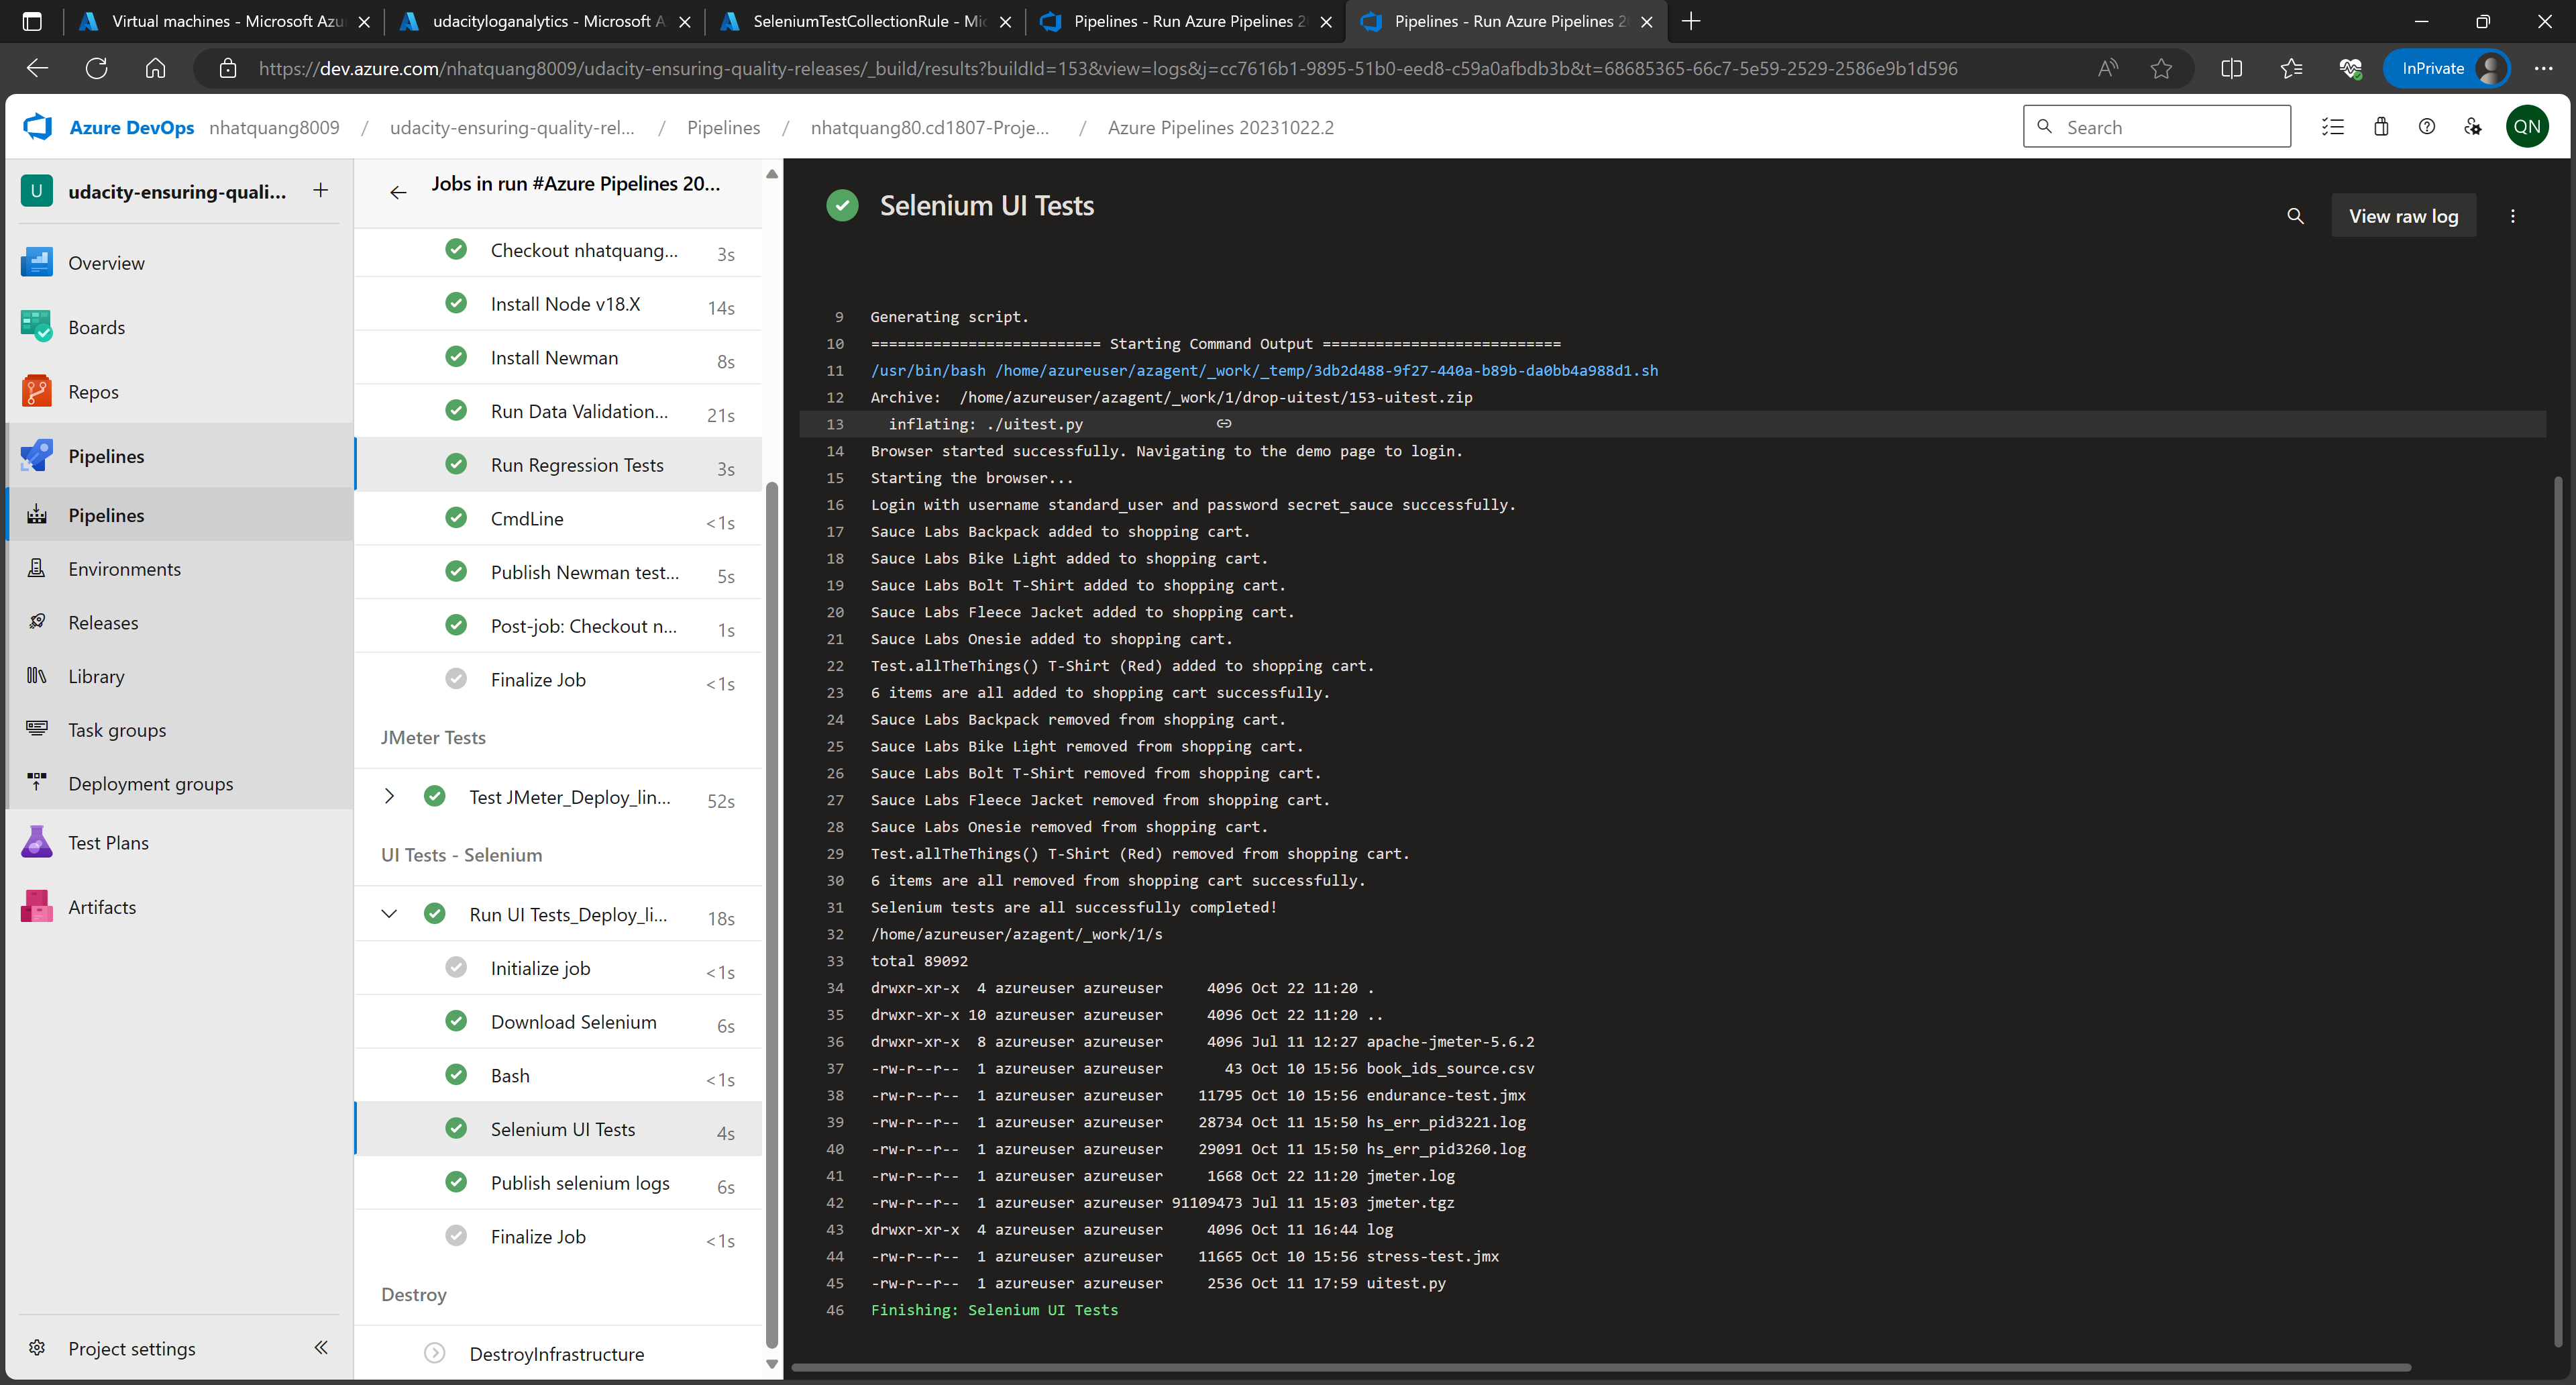 Virtual machines - Microsoft Azu
udacityloganalytics - Microsoft A
SeleniumTestCollectionRule - Mic
Pipelines - Run Azure Pipelines 2
Pipelines - Run Azure Pipelines 2
https://dev.azure.com/nhatquang8009/udacity-ensuring-quality-releases/_build/results?buildId=153&view=logs&j=cc7616b1-9895-51b0-eed8-c59a0afbdb3b&t=68685365-66c7-5e59-2529-2586e9b1d596
InPrivate
Azure DevOps nhatquang8009 / udacity-ensuring-quality-rel... / Pipelines / nhatquang80.cd1807-Proje... / Azure Pipelines 20231022.2
Search
QN
U udacity-ensuring-quali...
Overview
Boards
Repos
Pipelines
Pipelines
Environments
Releases
Library
Task groups
Deployment groups
Test Plans
Artifacts
Project settings
Jobs in run #Azure Pipelines 20...
Checkout nhatquang... 3s
Install Node v18.X 14s
Install Newman 8s
Run Data Validation... 21s
Run Regression Tests 3s
CmdLine <1s
Publish Newman test... 5s
Post-job: Checkout n... 1s
Finalize Job <1s
JMeter Tests
Test JMeter_Deploy_lin... 52s
UI Tests - Selenium
Run UI Tests_Deploy_li... 18s
Initialize job <1s
Download Selenium 6s
Bash <1s
Selenium UI Tests 4s
Publish selenium logs 6s
Finalize Job <1s
Destroy
DestroyInfrastructure
Selenium UI Tests
View raw log
9 Generating script.
10 ========================== Starting Command Output ===========================
11 /usr/bin/bash /home/azureuser/azagent/_work/_temp/3db2d488-9f27-440a-b89b-da0bb4a988d1.sh
12 Archive:  /home/azureuser/azagent/_work/1/drop-uitest/153-uitest.zip
13   inflating: ./uitest.py
14 Browser started successfully. Navigating to the demo page to login.
15 Starting the browser...
16 Login with username standard_user and password secret_sauce successfully.
17 Sauce Labs Backpack added to shopping cart.
18 Sauce Labs Bike Light added to shopping cart.
19 Sauce Labs Bolt T-Shirt added to shopping cart.
20 Sauce Labs Fleece Jacket added to shopping cart.
21 Sauce Labs Onesie added to shopping cart.
22 Test.allTheThings() T-Shirt (Red) added to shopping cart.
23 6 items are all added to shopping cart successfully.
24 Sauce Labs Backpack removed from shopping cart.
25 Sauce Labs Bike Light removed from shopping cart.
26 Sauce Labs Bolt T-Shirt removed from shopping cart.
27 Sauce Labs Fleece Jacket removed from shopping cart.
28 Sauce Labs Onesie removed from shopping cart.
29 Test.allTheThings() T-Shirt (Red) removed from shopping cart.
30 6 items are all removed from shopping cart successfully.
31 Selenium tests are all successfully completed!
32 /home/azureuser/azagent/_work/1/s
33 total 89092
34 drwxr-xr-x  4 azureuser azureuser     4096 Oct 22 11:20 .
35 drwxr-xr-x 10 azureuser azureuser     4096 Oct 22 11:20 ..
36 drwxr-xr-x  8 azureuser azureuser     4096 Jul 11 12:27 apache-jmeter-5.6.2
37 -rw-r--r--  1 azureuser azureuser       43 Oct 10 15:56 book_ids_source.csv
38 -rw-r--r--  1 azureuser azureuser    11795 Oct 10 15:56 endurance-test.jmx
39 -rw-r--r--  1 azureuser azureuser    28734 Oct 11 15:50 hs_err_pid3221.log
40 -rw-r--r--  1 azureuser azureuser    29091 Oct 11 15:50 hs_err_pid3260.log
41 -rw-r--r--  1 azureuser azureuser     1668 Oct 22 11:20 jmeter.log
42 -rw-r--r--  1 azureuser azureuser 91109473 Jul 11 15:03 jmeter.tgz
43 drwxr-xr-x  4 azureuser azureuser     4096 Oct 11 16:44 log
44 -rw-r--r--  1 azureuser azureuser    11665 Oct 10 15:56 stress-test.jmx
45 -rw-r--r--  1 azureuser azureuser     2536 Oct 11 17:59 uitest.py
46 Finishing: Selenium UI Tests